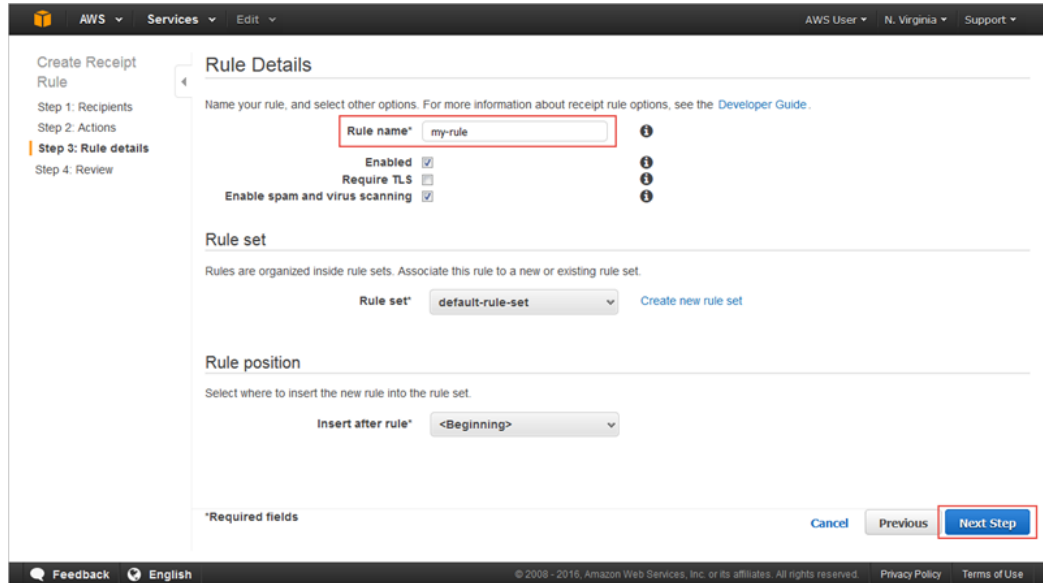 AWS Services Edit AWS User N. Virginia Support
Create Receipt
Rule
Step 1: Recipients
Step 2: Actions
Step 3: Rule details
Step 4: Review
Rule Details
Name your rule, and select other options. For more information about receipt rule options, see the Developer Guide.
Rule name* my-rule
Enabled
Require TLS
Enable spam and virus scanning
Rule set
Rules are organized inside rule sets. Associate this rule to a new or existing rule set.
Rule set* default-rule-set Create new rule set
Rule position
Select where to insert the new rule into the rule set.
Insert after rule* <Beginning>
*Required fields
Cancel Previous Next Step
Feedback English © 2008 - 2016, Amazon Web Services, Inc. or its affiliates. All rights reserved. Privacy Policy Terms of Use